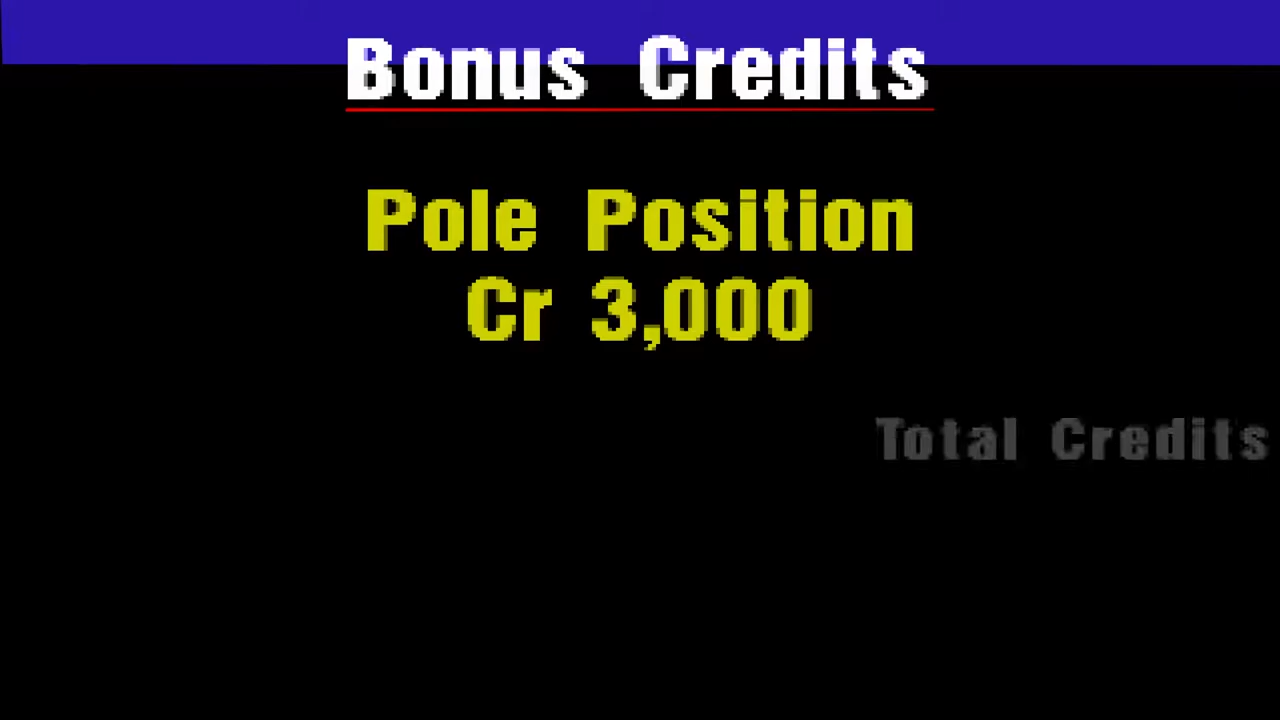 Bonus Credits
Pole Position
Cr 3,000
Total Credits